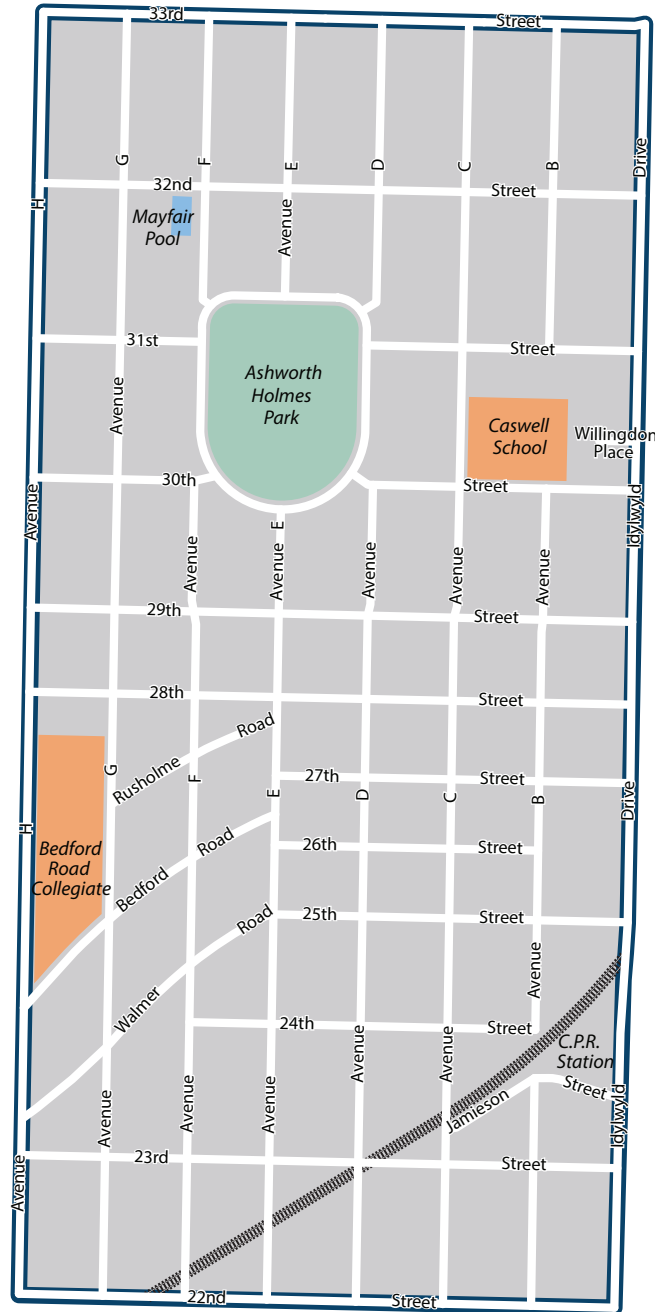 33rd
Street
G
F
E
D
C
B
Drive
32nd
Street
H
Mayfair
Pool
Avenue
31st
Street
Ashworth
Holmes
Park
Avenue
Caswell
School
Willingdon
Place
30th
Street
Avenue
Idylwyld
E
Avenue
Avenue
Avenue
Avenue
Avenue
29th
Street
28th
Street
Rusholme
Road
G
F
E
D
C
B
Drive
27th
Street
H
Bedford
Road
26th
Street
Bedford
Road
Collegiate
Walmer
Road
25th
Street
Avenue
24th
Street
C.P.R.
Station
Avenue
Avenue
Jamieson
Street
Idylwyld
Avenue
Avenue
Avenue
Avenue
23rd
Street
22nd
Street